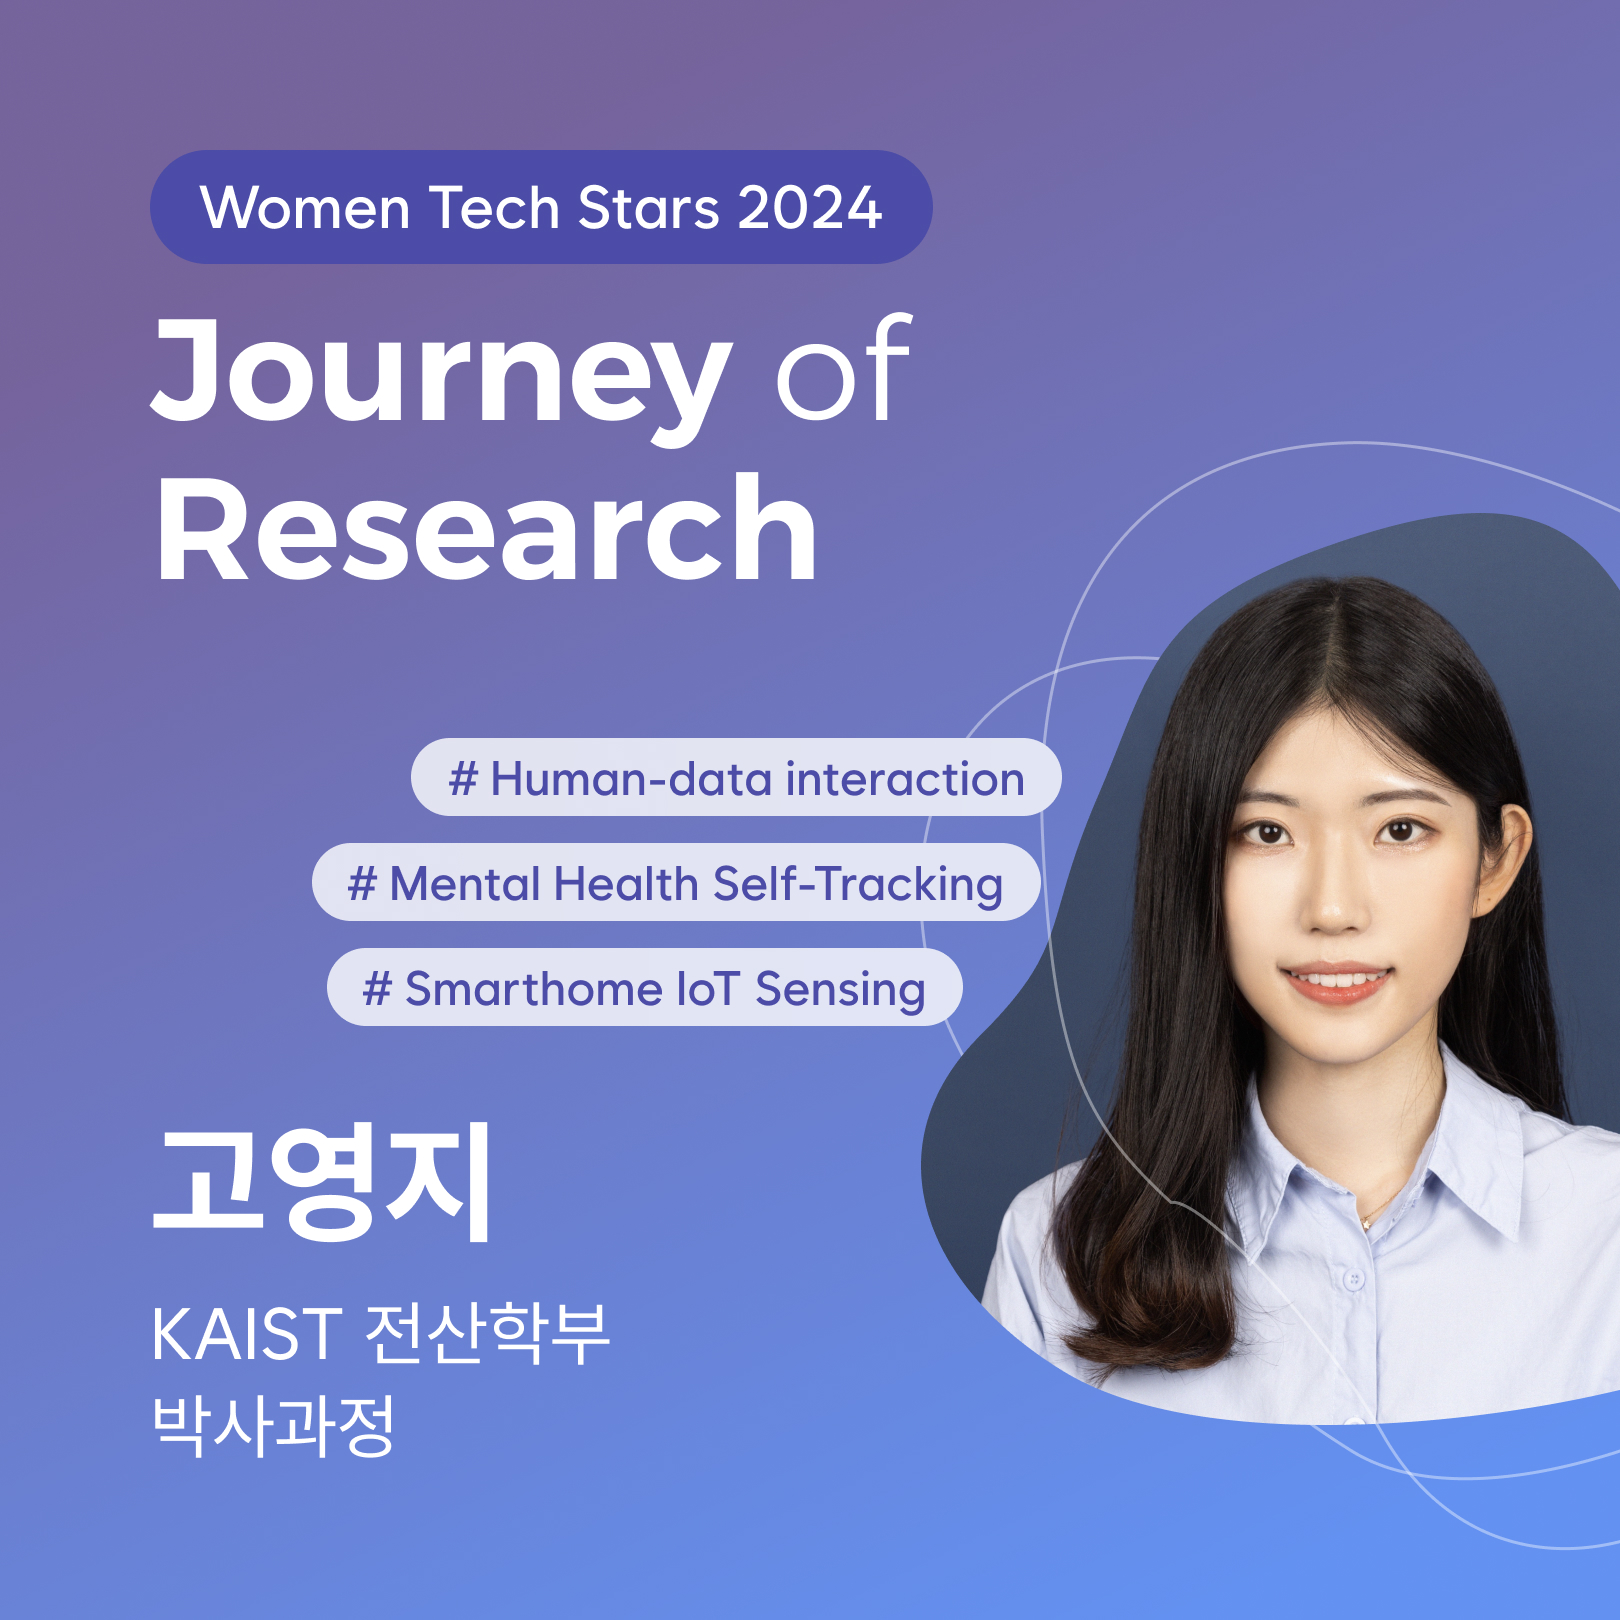 Women Tech Stars 2024
Journey of
Research
# Human-data interaction
# Mental Health Self-Tracking
# Smarthome IoT Sensing
고영지
KAIST 전산학부
박사과정